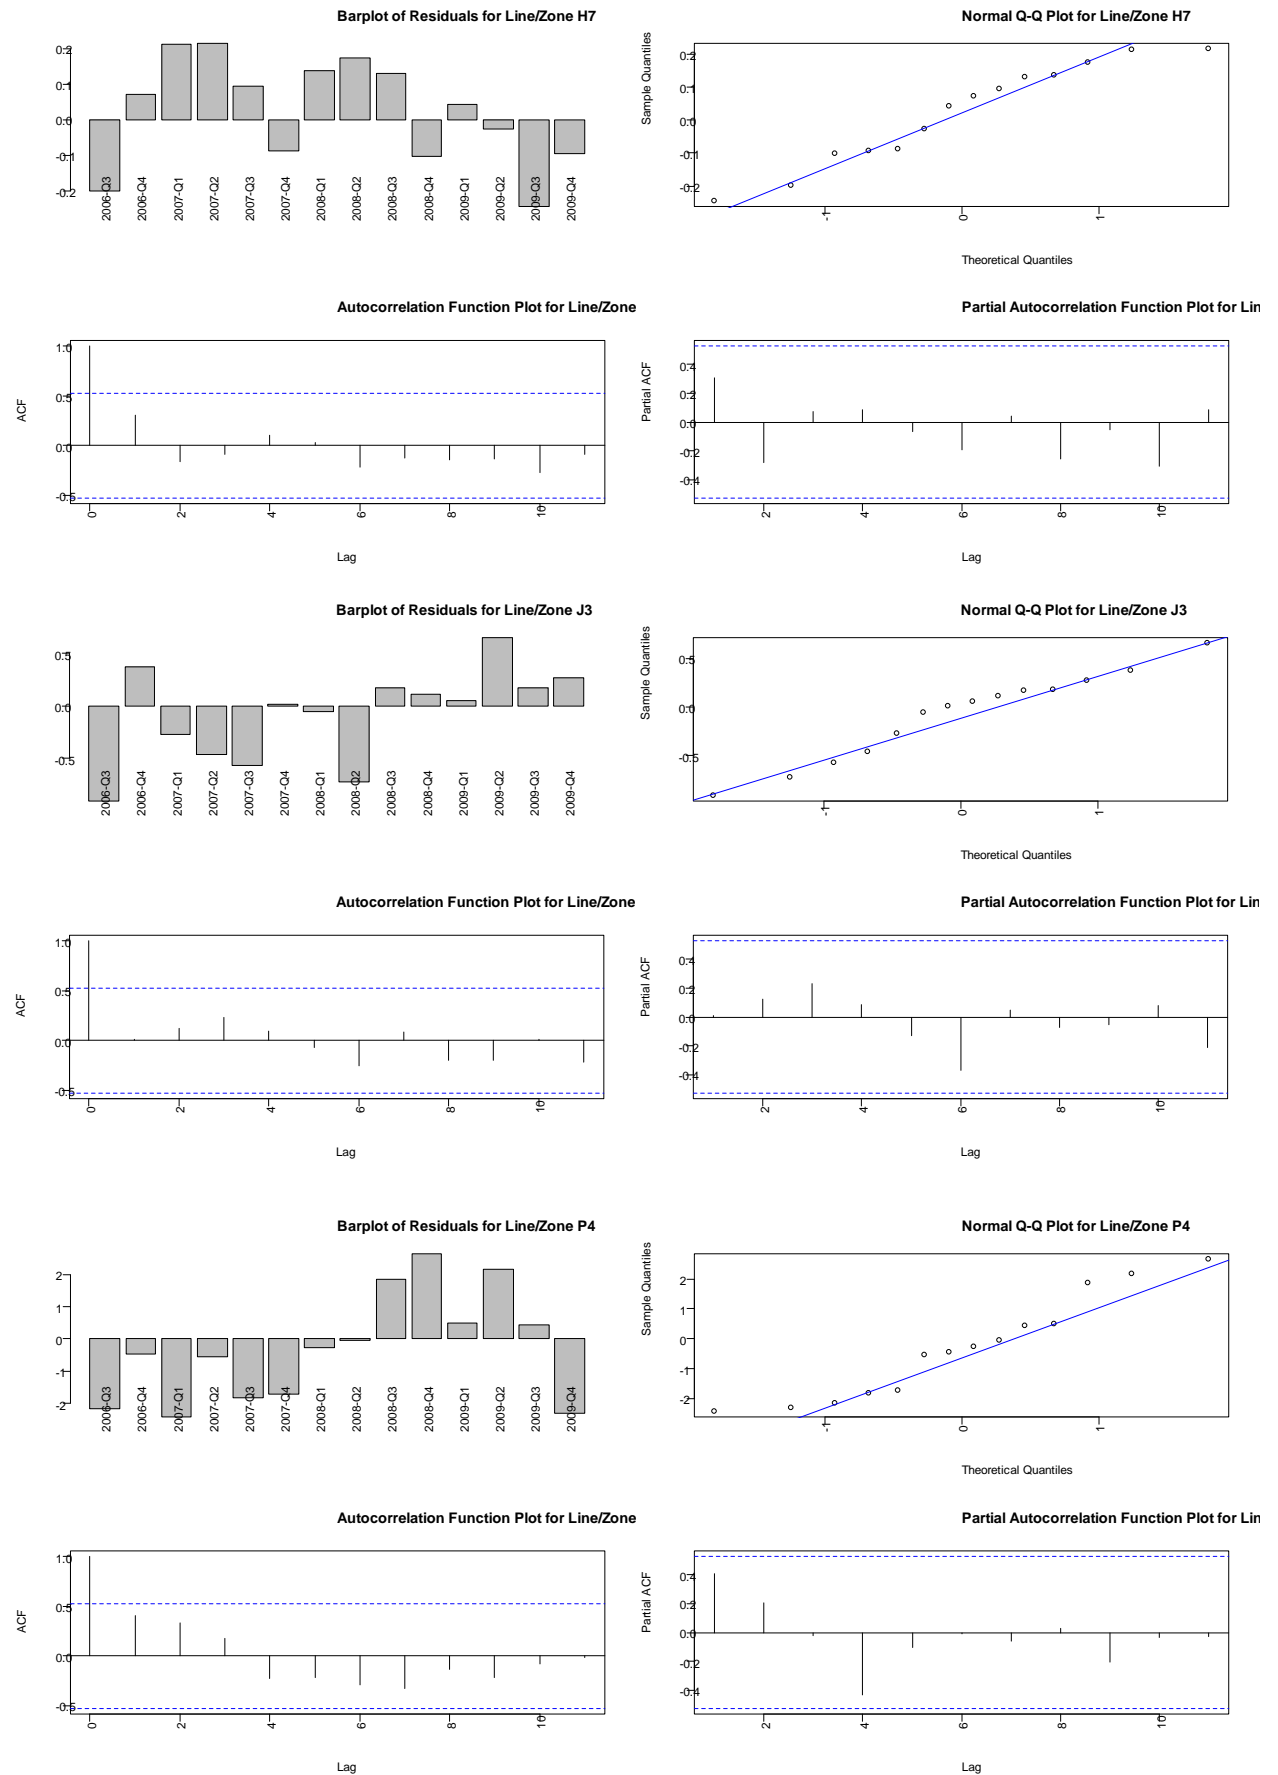 Barplot of Residuals for Line/Zone H7
0.2
0.1
0.0
-0.1
-0.2
2006-Q3
2006-Q4
2007-Q1
2007-Q2
2007-Q3
2007-Q4
2008-Q1
2008-Q2
2008-Q3
2008-Q4
2009-Q1
2009-Q2
2009-Q3
2009-Q4
Normal Q-Q Plot for Line/Zone H7
Sample Quantiles
0.2
0.1
0.0
-0.1
-0.2
-1
0
1
Theoretical Quantiles
Autocorrelation Function Plot for Line/Zone
ACF
1.0
0.5
0.0
-0.5
0
2
4
6
8
10
Lag
Partial Autocorrelation Function Plot for Lin
Partial ACF
0.4
0.2
0.0
-0.2
-0.4
2
4
6
8
10
Lag
Barplot of Residuals for Line/Zone J3
0.5
0.0
-0.5
2006-Q3
2006-Q4
2007-Q1
2007-Q2
2007-Q3
2007-Q4
2008-Q1
2008-Q2
2008-Q3
2008-Q4
2009-Q1
2009-Q2
2009-Q3
2009-Q4
Normal Q-Q Plot for Line/Zone J3
Sample Quantiles
0.5
0.0
-0.5
-1
0
1
Theoretical Quantiles
Autocorrelation Function Plot for Line/Zone
ACF
1.0
0.5
0.0
-0.5
0
2
4
6
8
10
Lag
Partial Autocorrelation Function Plot for Lin
Partial ACF
0.4
0.2
0.0
-0.2
-0.4
2
4
6
8
10
Lag
Barplot of Residuals for Line/Zone P4
2
1
0
-1
-2
2006-Q3
2006-Q4
2007-Q1
2007-Q2
2007-Q3
2007-Q4
2008-Q1
2008-Q2
2008-Q3
2008-Q4
2009-Q1
2009-Q2
2009-Q3
2009-Q4
Normal Q-Q Plot for Line/Zone P4
Sample Quantiles
2
1
0
-1
-2
-1
0
1
Theoretical Quantiles
Autocorrelation Function Plot for Line/Zone
ACF
1.0
0.5
0.0
-0.5
0
2
4
6
8
10
Lag
Partial Autocorrelation Function Plot for Lin
Partial ACF
0.4
0.2
0.0
-0.2
-0.4
2
4
6
8
10
Lag